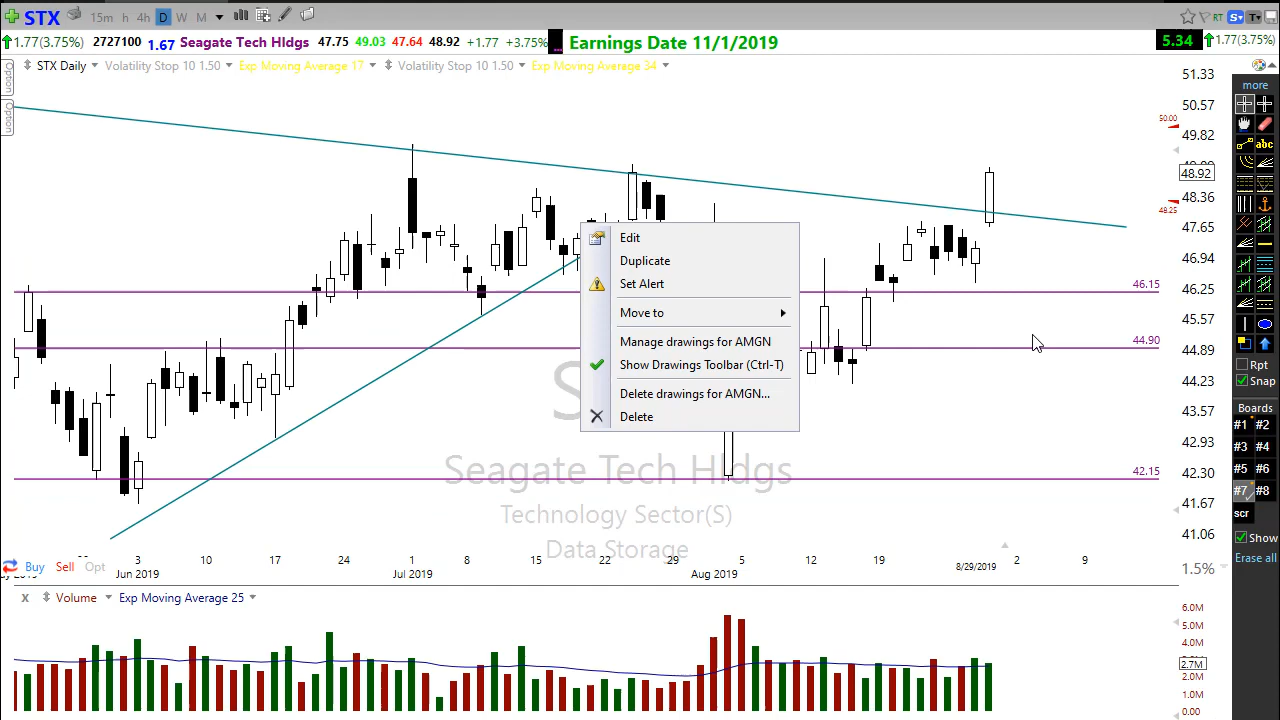 STX 15m h 4h D W M RT S T
1.77(3.75%) 2727100 1.67 Seagate Tech Hldgs 47.75 49.03 47.64 48.92 +1.77 +3.75% Earnings Date 11/1/2019 5.34 1.77(3.75%)
STX Daily Volatility Stop 10 1.50 Exp Moving Average 17 Volatility Stop 10 1.50 Exp Moving Average 34
Option
Option
51.33
50.57
50.00
49.82
48.92
48.36
48.25
47.65
46.94
46.25
45.57
44.89
44.23
43.57
42.93
42.30
41.67
41.06
1.5%
46.15
44.90
42.15
Edit
Duplicate
Set Alert
Move to
Manage drawings for AMGN
Show Drawings Toolbar (Ctrl-T)
Delete drawings for AMGN...
Delete
Seagate Tech Hldgs
Technology Sector(S)
Data Storage
Buy Sell Opt
3 10 17 24 1 8 15 22 29 5 12 19 8/29/2019 2 9
2019 Jun 2019 Jul 2019 Aug 2019
x Volume Exp Moving Average 25
6.0M
5.0M
4.0M
2.7M
2.0M
1.0M
0.00
more
abc
Rpt
Snap
Boards
#1 #2
#3 #4
#5 #6
#7 #8
scr
Show
Erase all